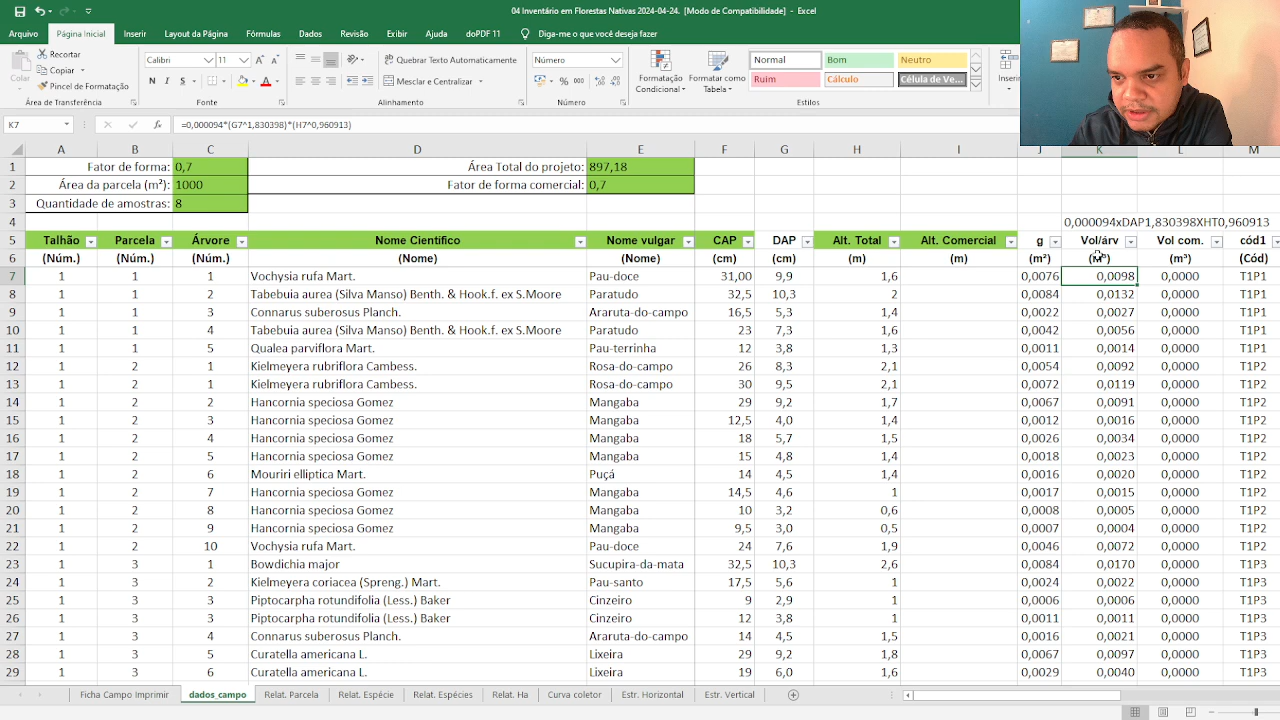 04 Inventário em Florestas Nativas 2024-04-24. [Modo de Compatibilidade] - Excel
Arquivo Página Inicial Inserir Layout da Página Fórmulas Dados Revisão Exibir Ajuda doPDF 11 Diga-me o que você deseja fazer
Recortar Calibri 11 Quebrar Texto Automaticamente Número Normal Bom Neutro
Colar Copiar N I S Mesclar e Centralizar Formatação Condicional Formatar como Tabela Ruim Cálculo Célula de Ve... Inserir
Pincel de Formatação
Área de Transferência Fonte Alinhamento Número Estilos
K7 fx =0,000094*(G7^1,830398)*(H7^0,960913)
A B C D E F G H I J K L M
1 Fator de forma: 0,7 Área Total do projeto: 897,18
2 Área da parcela (m²): 1000 Fator de forma comercial: 0,7
3 Quantidade de amostras: 8
4 0,000094xDAP1,830398XHT0,960913
5 Talhão Parcela Árvore Nome Científico Nome vulgar CAP DAP Alt. Total Alt. Comercial g Vol/árv Vol com. cód1
6 (Núm.) (Núm.) (Núm.) (Nome) (Nome) (cm) (cm) (m) (m) (m²) (m³) (m³) (Cód)
7 1 1 1 Vochysia rufa Mart. Pau-doce 31,00 9,9 1,6 0,0076 0,0098 0,0000 T1P1
8 1 1 2 Tabebuia aurea (Silva Manso) Benth. & Hook.f. ex S.Moore Paratudo 32,5 10,3 2 0,0084 0,0132 0,0000 T1P1
9 1 1 3 Connarus suberosus Planch. Araruta-do-campo 16,5 5,3 1,4 0,0022 0,0027 0,0000 T1P1
10 1 1 4 Tabebuia aurea (Silva Manso) Benth. & Hook.f. ex S.Moore Paratudo 23 7,3 1,6 0,0042 0,0056 0,0000 T1P1
11 1 1 5 Qualea parviflora Mart. Pau-terrinha 12 3,8 1,3 0,0011 0,0014 0,0000 T1P1
12 1 2 1 Kielmeyera rubriflora Cambess. Rosa-do-campo 26 8,3 2,1 0,0054 0,0092 0,0000 T1P2
13 1 2 1 Kielmeyera rubriflora Cambess. Rosa-do-campo 30 9,5 2,1 0,0072 0,0119 0,0000 T1P2
14 1 2 2 Hancornia speciosa Gomez Mangaba 29 9,2 1,7 0,0067 0,0091 0,0000 T1P2
15 1 2 3 Hancornia speciosa Gomez Mangaba 12,5 4,0 1,4 0,0012 0,0016 0,0000 T1P2
16 1 2 4 Hancornia speciosa Gomez Mangaba 18 5,7 1,5 0,0026 0,0034 0,0000 T1P2
17 1 2 5 Hancornia speciosa Gomez Mangaba 15 4,8 1,4 0,0018 0,0023 0,0000 T1P2
18 1 2 6 Mouriri elliptica Mart. Puçá 14 4,5 1,4 0,0016 0,0020 0,0000 T1P2
19 1 2 7 Hancornia speciosa Gomez Mangaba 14,5 4,6 1 0,0017 0,0015 0,0000 T1P2
20 1 2 8 Hancornia speciosa Gomez Mangaba 10 3,2 0,6 0,0008 0,0005 0,0000 T1P2
21 1 2 9 Hancornia speciosa Gomez Mangaba 9,5 3,0 0,5 0,0007 0,0004 0,0000 T1P2
22 1 2 10 Vochysia rufa Mart. Pau-doce 24 7,6 1,9 0,0046 0,0072 0,0000 T1P2
23 1 3 1 Bowdichia major Sucupira-da-mata 32,5 10,3 2,6 0,0084 0,0170 0,0000 T1P3
24 1 3 2 Kielmeyera coriacea (Spreng.) Mart. Pau-santo 17,5 5,6 1 0,0024 0,0022 0,0000 T1P3
25 1 3 3 Piptocarpha rotundifolia (Less.) Baker Cinzeiro 9 2,9 1 0,0006 0,0006 0,0000 T1P3
26 1 3 3 Piptocarpha rotundifolia (Less.) Baker Cinzeiro 12 3,8 1 0,0011 0,0011 0,0000 T1P3
27 1 3 4 Connarus suberosus Planch. Araruta-do-campo 14 4,5 1,5 0,0016 0,0021 0,0000 T1P3
28 1 3 5 Curatella americana L. Lixeira 29 9,2 1,8 0,0067 0,0097 0,0000 T1P3
29 1 3 6 Curatella americana L. Lixeira 19 6,0 1,6 0,0029 0,0040 0,0000 T1P3
Ficha Campo Imprimir dados_campo Relat. Parcela Relat. Espécie Relat. Espécies Relat. Ha Curva coletor Estr. Horizontal Estr. Vertical